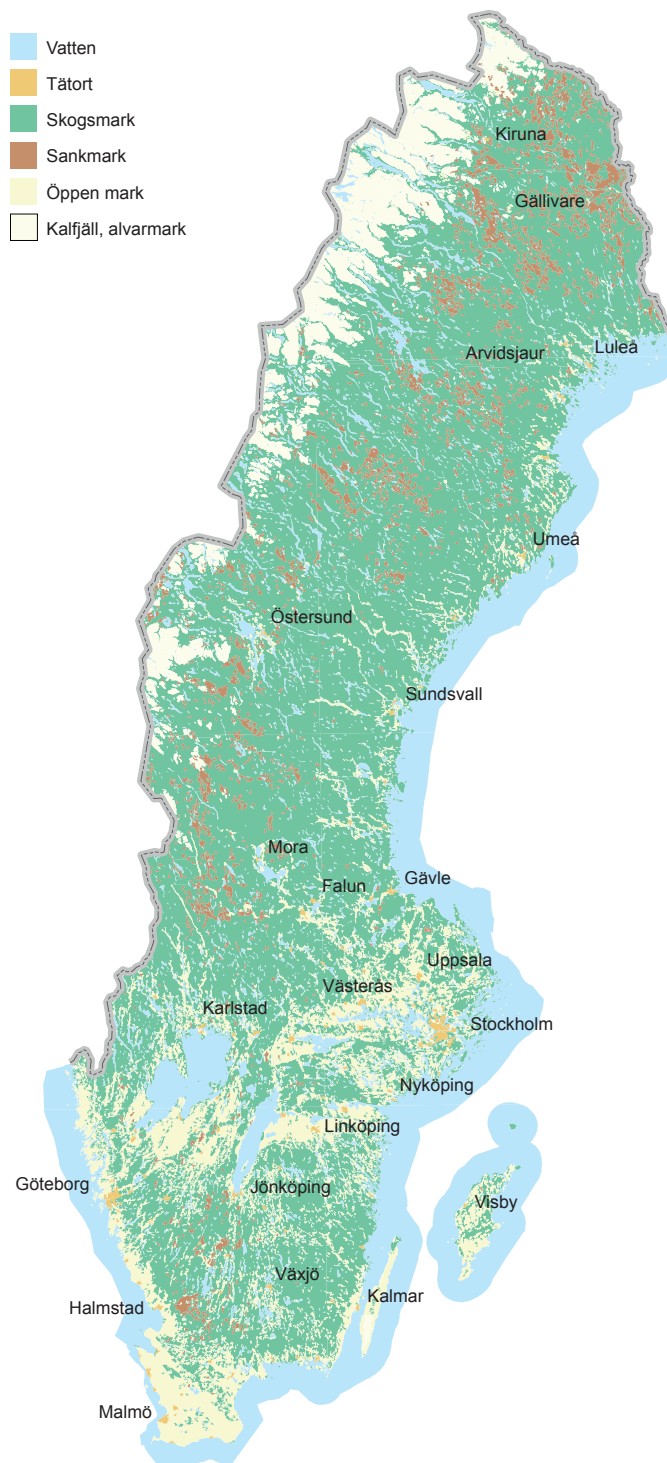 Vatten
Tätort
Skogsmark
Sankmark
Öppen mark
Kalfjäll, alvarmark
Kiruna
Gällivare
Arvidsjaur
Luleå
Umeå
Östersund
Sundsvall
Mora
Falun
Gävle
Uppsala
Västerås
Karlstad
Stockholm
Nyköping
Linköping
Göteborg
Jönköping
Visby
Växjö
Kalmar
Halmstad
Malmö